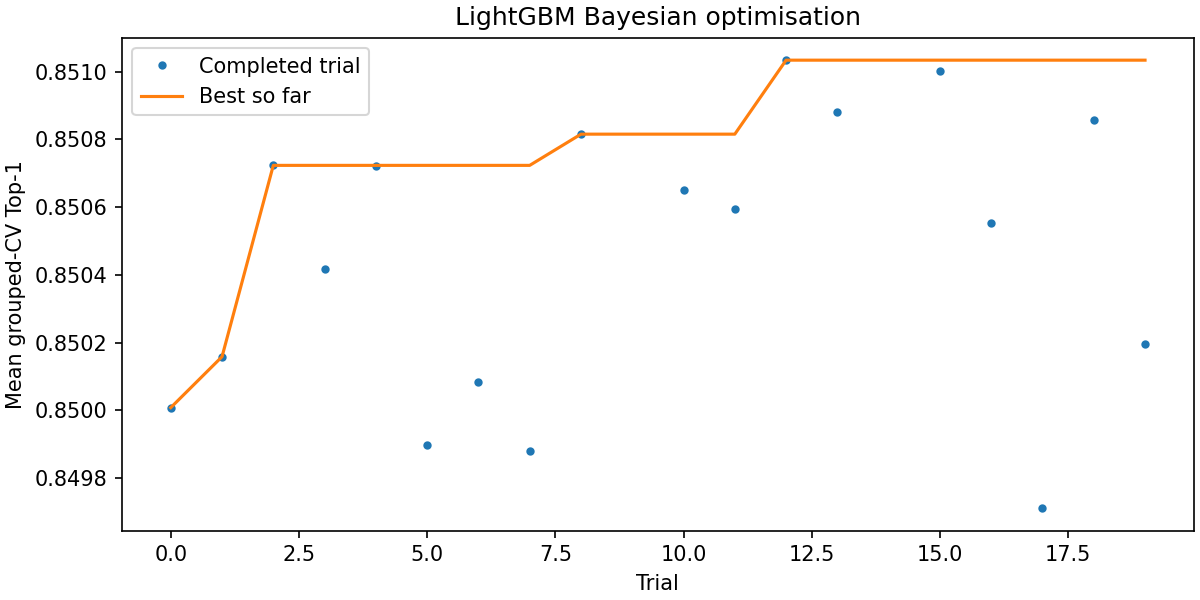 LightGBM Bayesian optimisation
Completed trial
Best so far
Mean grouped-CV Top-1
0.8510
0.8508
0.8506
0.8504
0.8502
0.8500
0.8498
0.0 2.5 5.0 7.5 10.0 12.5 15.0 17.5
Trial